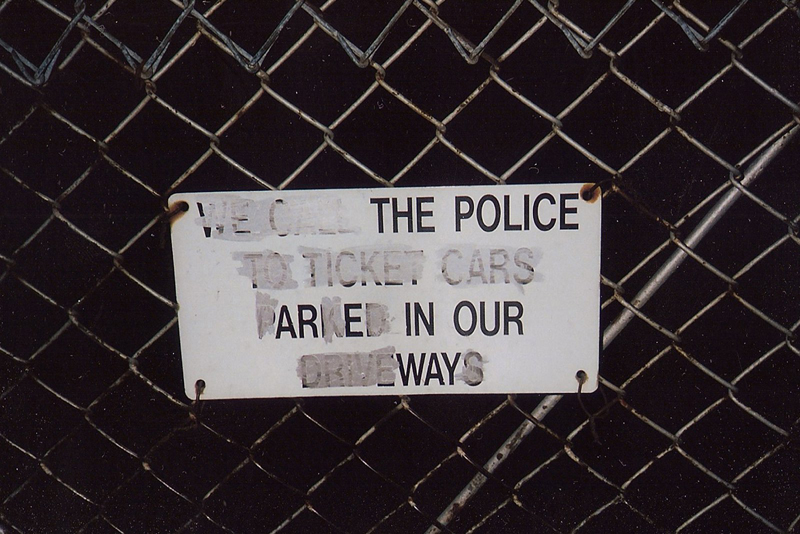 WE CALL THE POLICE
TO TICKET CARS
PARKED IN OUR
DRIVEWAYS